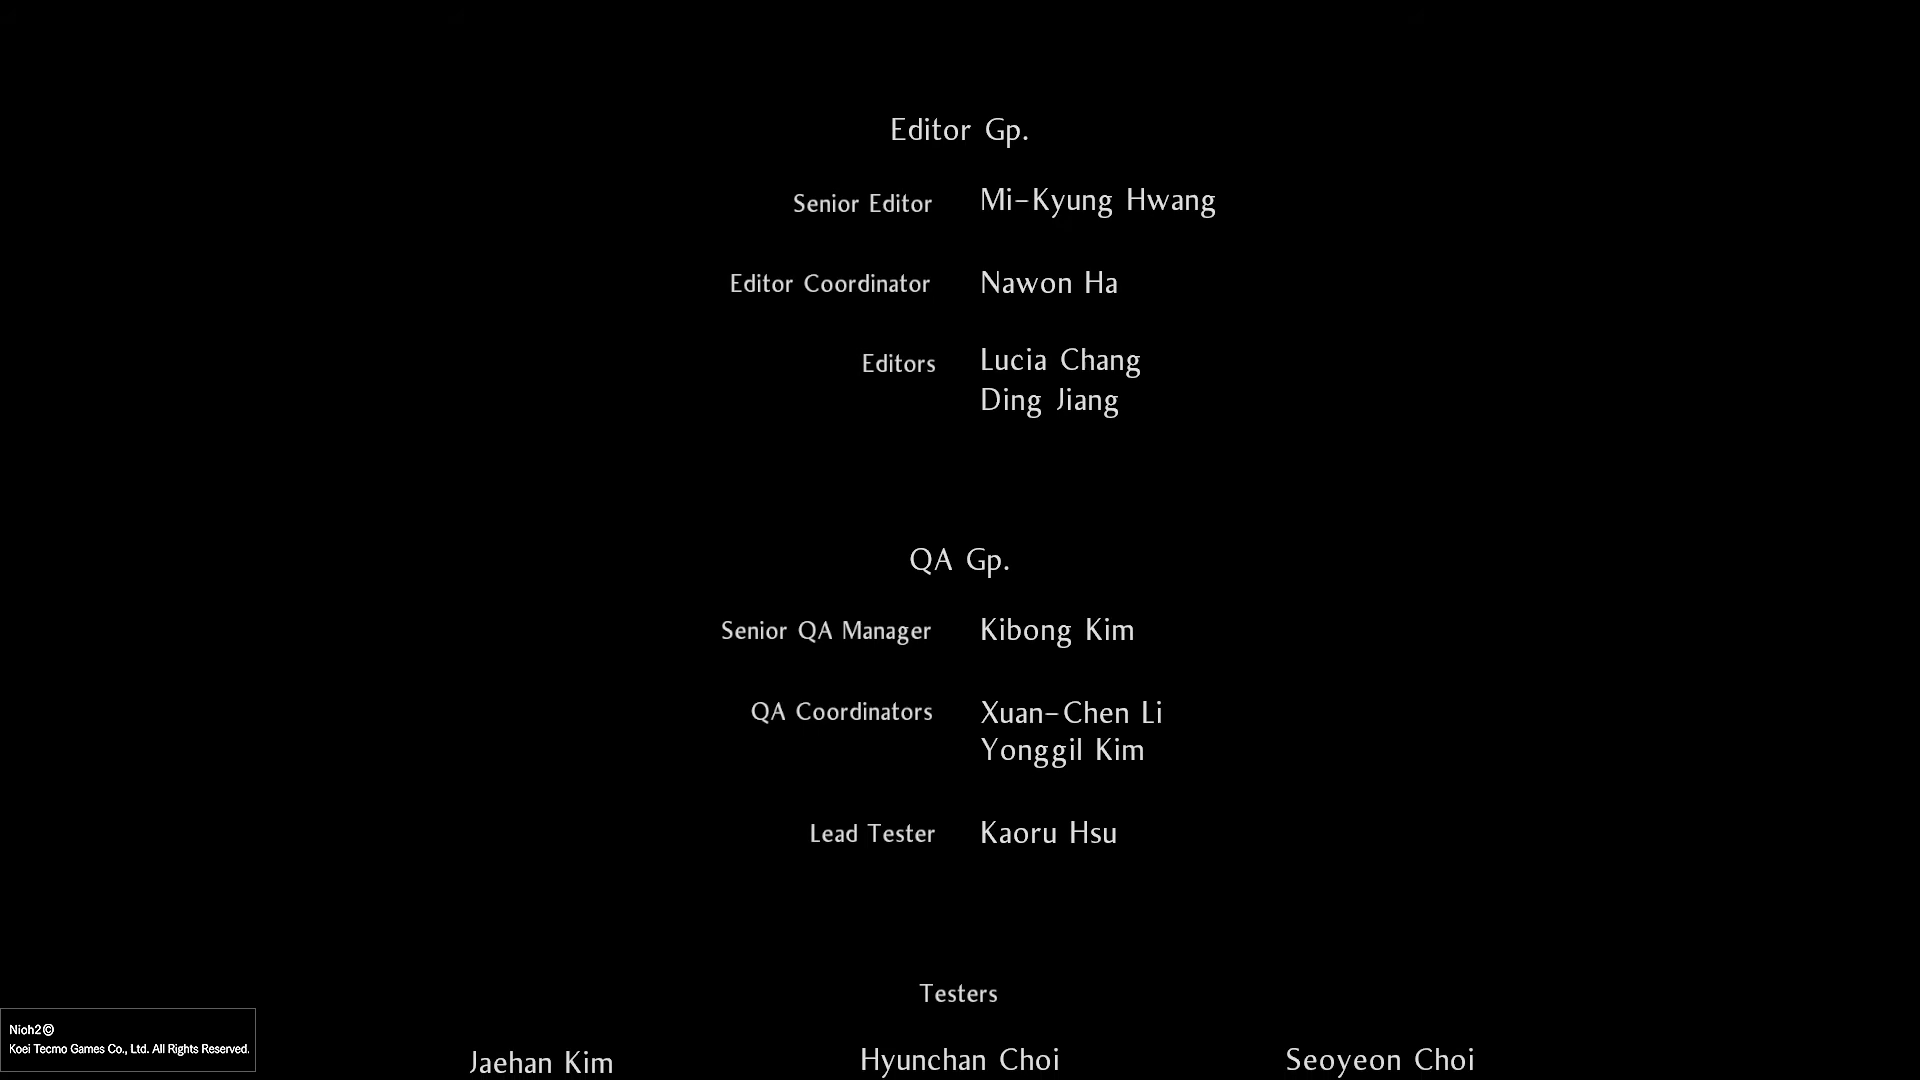 Editor Gp.
Senior Editor Mi-Kyung Hwang
Editor Coordinator Nawon Ha
Editors Lucia Chang
Ding Jiang
QA Gp.
Senior QA Manager Kibong Kim
QA Coordinators Xuan-Chen Li
Yonggil Kim
Lead Tester Kaoru Hsu
Testers
Jaehan Kim Hyunchan Choi Seoyeon Choi
Nioh2©
Koei Tecmo Games Co., Ltd. All Rights Reserved.